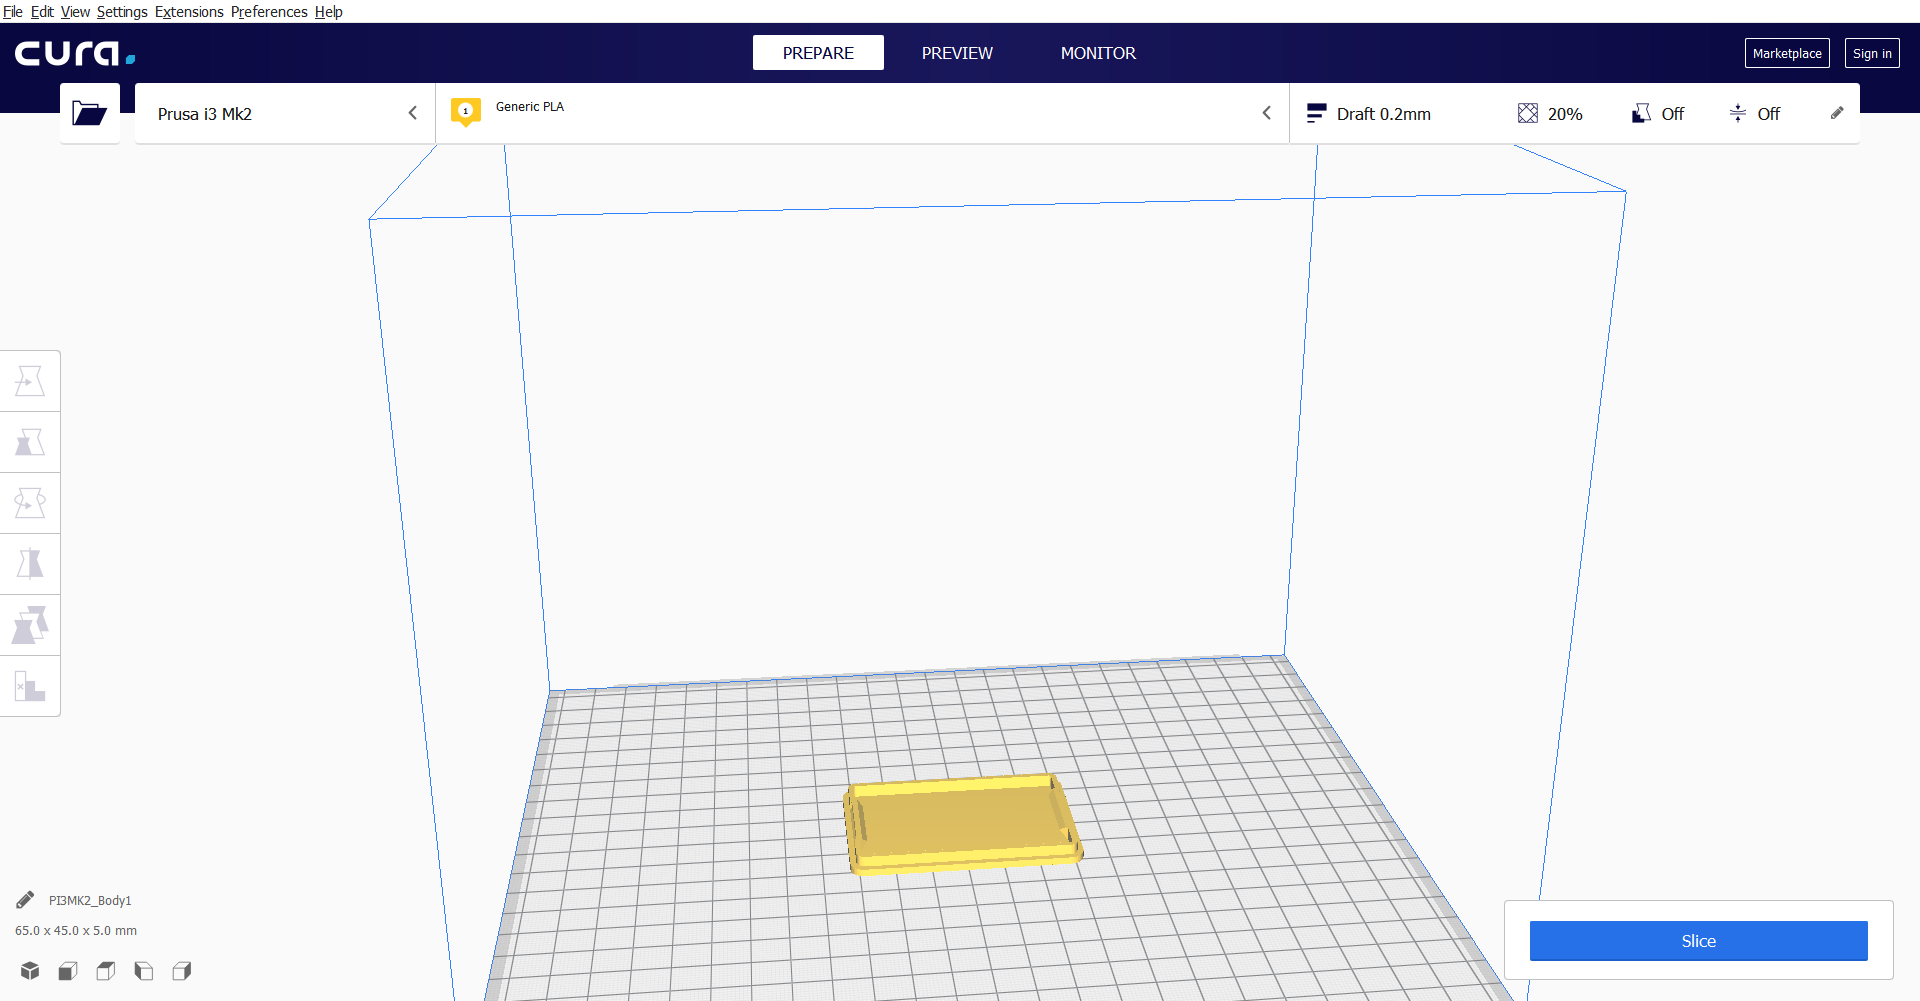 File Edit View Settings Extensions Preferences Help
cura.
PREPARE PREVIEW MONITOR
Marketplace Sign in
Prusa i3 Mk2
1 Generic PLA
Draft 0.2mm 20% Off Off
PI3MK2_Body1
65.0 x 45.0 x 5.0 mm
Slice